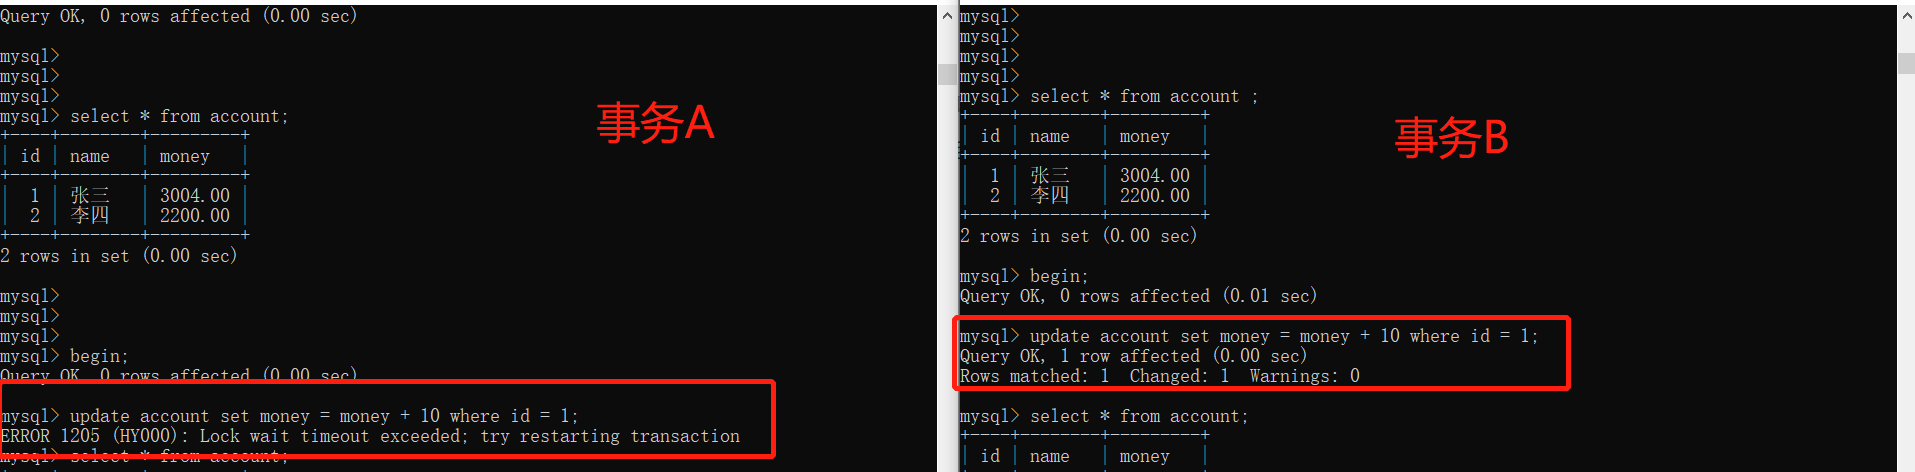 Query OK, 0 rows affected (0.00 sec)
mysql>
mysql>
mysql>
mysql> select * from account;
+----+--------+---------+
| id | name   | money   |
+----+--------+---------+
|  1 | 张三   | 3004.00 |
|  2 | 李四   | 2200.00 |
+----+--------+---------+
2 rows in set (0.00 sec)
mysql>
mysql>
mysql>
mysql> begin;
Query OK, 0 rows affected (0.00 sec)
mysql> update account set money = money + 10 where id = 1;
ERROR 1205 (HY000): Lock wait timeout exceeded; try restarting transaction
mysql> select * from account;
事务A
mysql>
mysql>
mysql>
mysql>
mysql> select * from account ;
+----+--------+---------+
| id | name   | money   |
+----+--------+---------+
|  1 | 张三   | 3004.00 |
|  2 | 李四   | 2200.00 |
+----+--------+---------+
2 rows in set (0.00 sec)
mysql> begin;
Query OK, 0 rows affected (0.01 sec)
mysql> update account set money = money + 10 where id = 1;
Query OK, 1 row affected (0.00 sec)
Rows matched: 1  Changed: 1  Warnings: 0
mysql> select * from account;
+----+--------+---------+
| id | name   | money   |
事务B